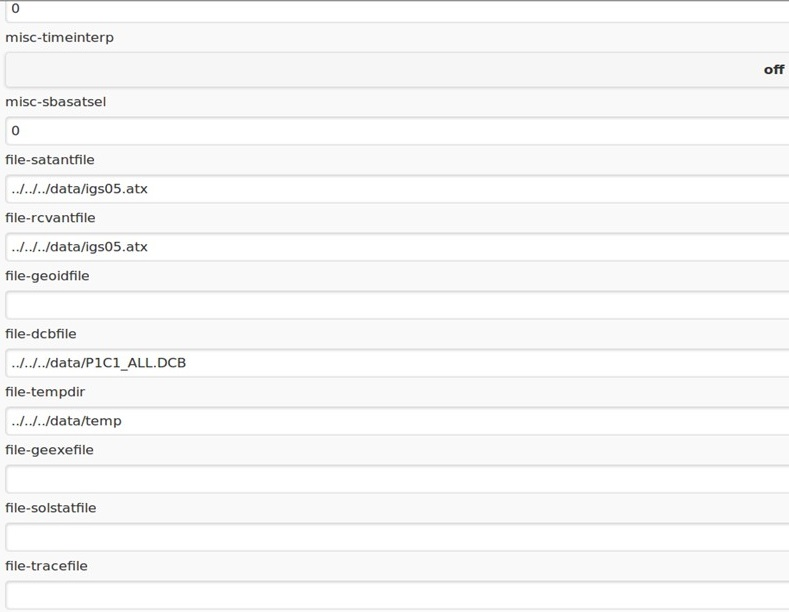 0
misc-timeinterp
off
misc-sbasatsel
0
file-satantfile
../../../data/igs05.atx
file-rcvantfile
../../../data/igs05.atx
file-geoidfile
file-dcbfile
../../../data/P1C1_ALL.DCB
file-tempdir
../../../data/temp
file-geexefile
file-solstatfile
file-tracefile